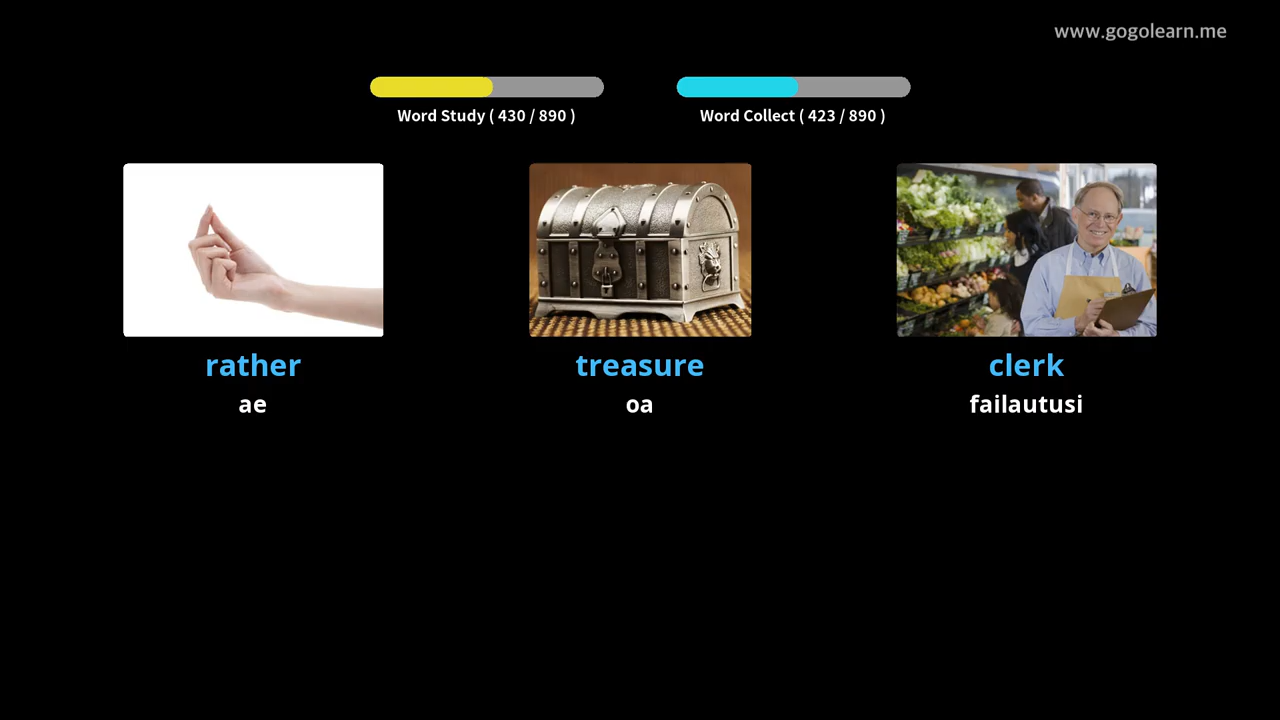 www.gogolearn.me
Word Study ( 430 / 890 )
Word Collect ( 423 / 890 )
rather
treasure
clerk
ae
oa
failautusi